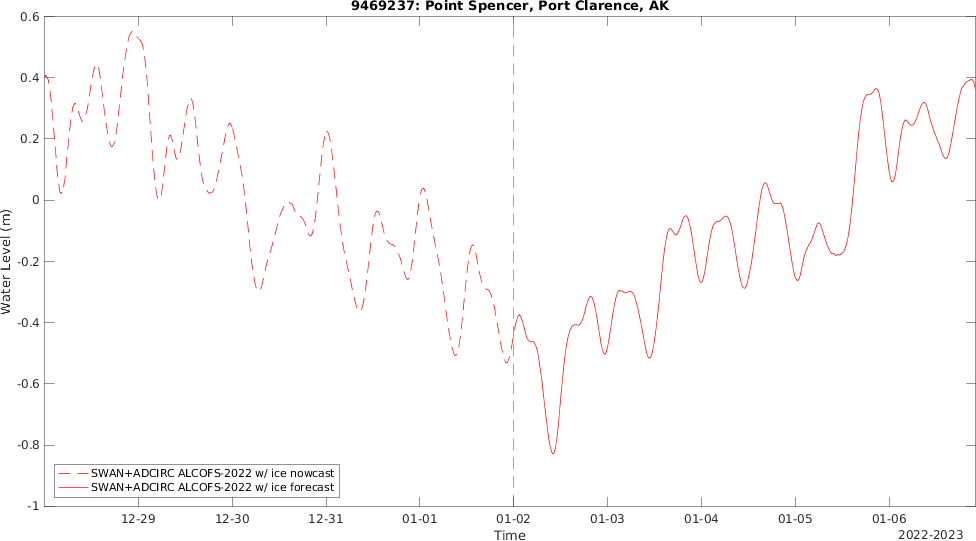 9469237: Point Spencer, Port Clarence, AK
0.6
0.4
0.2
0
-0.2
-0.4
-0.6
-0.8
-1
Water Level (m)
SWAN+ADCIRC ALCOFS-2022 w/ ice nowcast
SWAN+ADCIRC ALCOFS-2022 w/ ice forecast
12-29 12-30 12-31 01-01 01-02 01-03 01-04 01-05 01-06
Time
2022-2023